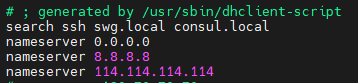 # ; generated by /usr/sbin/dhclient-script
search ssh swg.local consul.local
nameserver 0.0.0.0
nameserver 8.8.8.8
nameserver 114.114.114.114